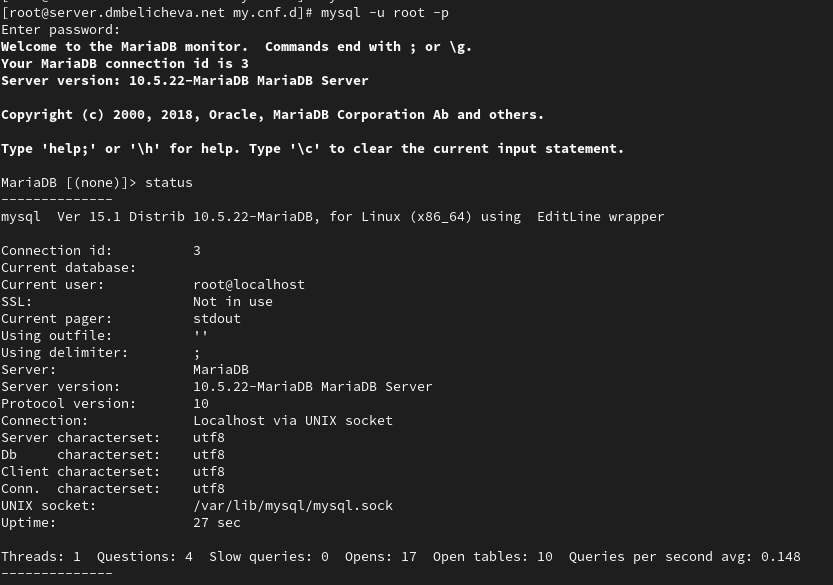 [root@server.dmbelicheva.net my.cnf.d]# mysql -u root -p
Enter password:
Welcome to the MariaDB monitor.  Commands end with ; or \g.
Your MariaDB connection id is 3
Server version: 10.5.22-MariaDB MariaDB Server

Copyright (c) 2000, 2018, Oracle, MariaDB Corporation Ab and others.

Type 'help;' or '\h' for help. Type '\c' to clear the current input statement.

MariaDB [(none)]> status
--------------
mysql  Ver 15.1 Distrib 10.5.22-MariaDB, for Linux (x86_64) using  EditLine wrapper

Connection id:          3
Current database:
Current user:           root@localhost
SSL:                    Not in use
Current pager:          stdout
Using outfile:          ''
Using delimiter:        ;
Server:                 MariaDB
Server version:         10.5.22-MariaDB MariaDB Server
Protocol version:       10
Connection:             Localhost via UNIX socket
Server characterset:    utf8
Db     characterset:    utf8
Client characterset:    utf8
Conn.  characterset:    utf8
UNIX socket:            /var/lib/mysql/mysql.sock
Uptime:                 27 sec

Threads: 1  Questions: 4  Slow queries: 0  Opens: 17  Open tables: 10  Queries per second avg: 0.148
--------------